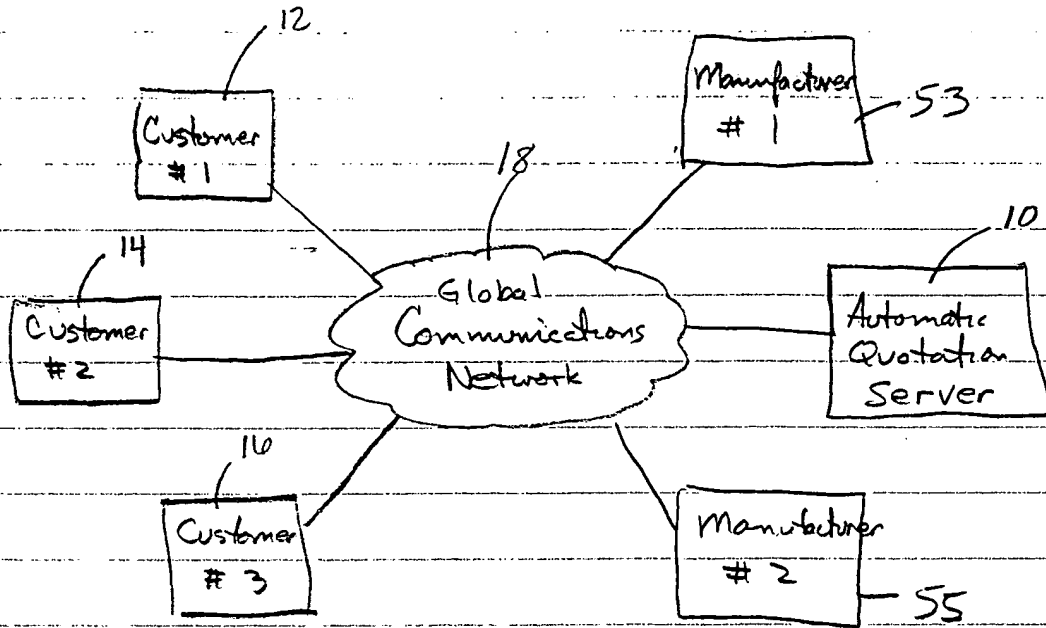 12
Customer
# 1
Manufacturer
# 1
53
18
14
Customer
# 2
Global
Communications
Network
10
Automatic
Quotation
Server
16
Customer
# 3
Manufacturer
# 2
55